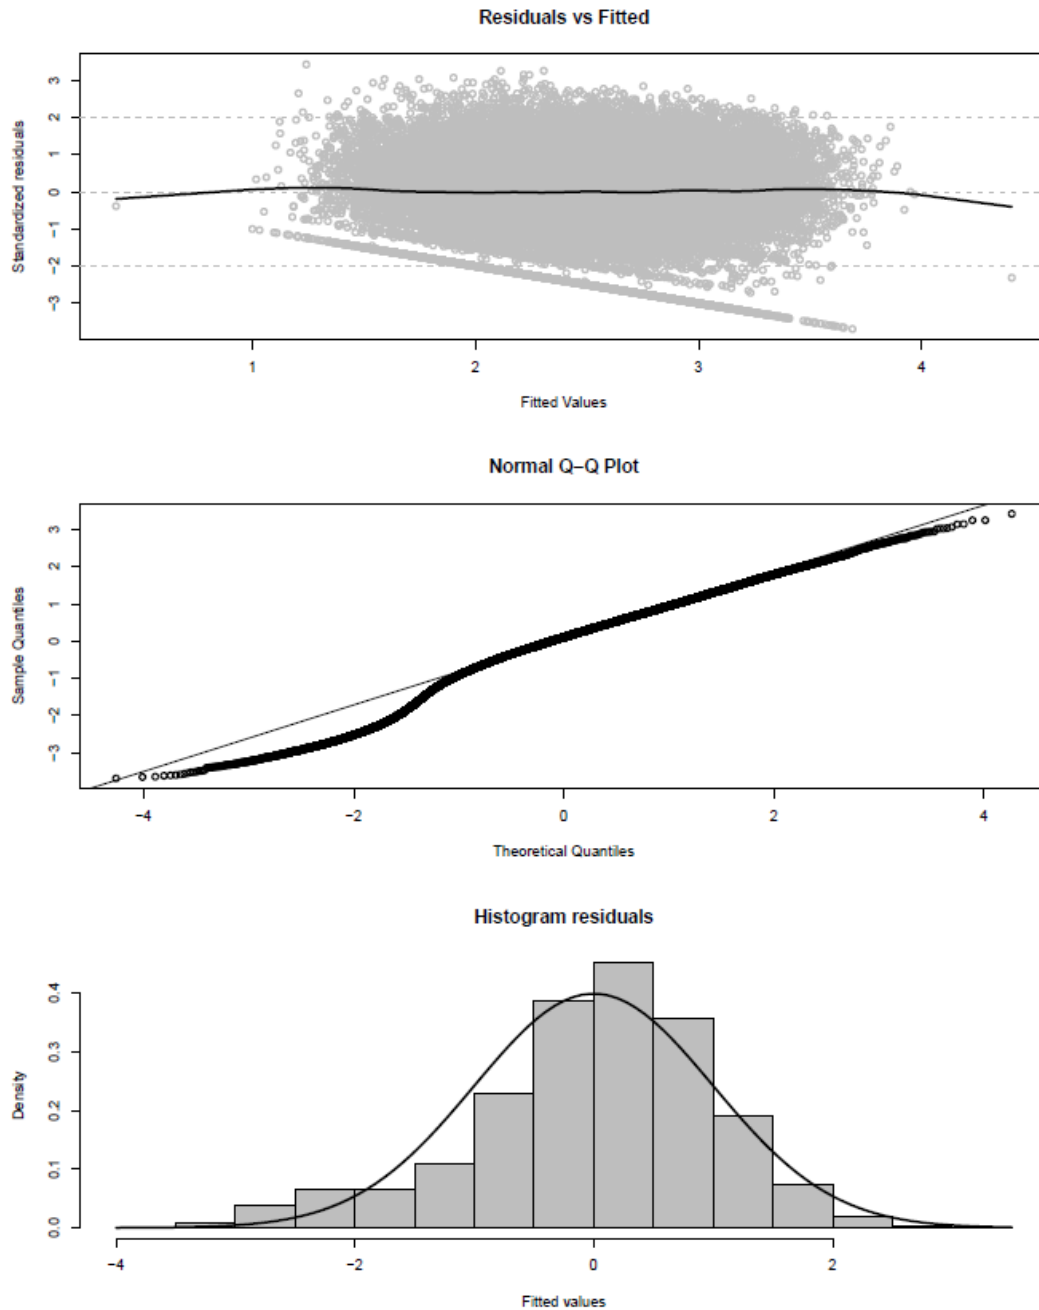 Residuals vs Fitted
Standardized residuals
3
2
1
0
−1
−2
−3
1 2 3 4
Fitted Values
Normal Q−Q Plot
Sample Quantiles
3
2
1
0
−1
−2
−3
−4 −2 0 2 4
Theoretical Quantiles
Histogram residuals
Density
0.4
0.3
0.2
0.1
0.0
−4 −2 0 2
Fitted values